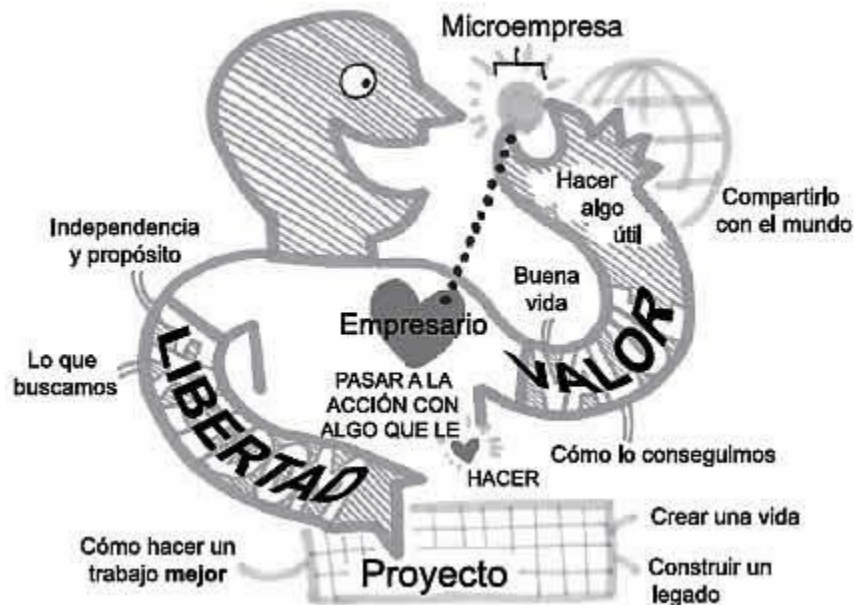 Microempresa
Hacer
algo
útil
Compartirlo
con el mundo
Independencia
y propósito
Buena
vida
Empresario
VALOR
Lo que
buscamos
LIBERTAD
PASAR A LA
ACCIÓN CON
ALGO QUE LE
HACER
Cómo lo conseguimos
Cómo hacer un
trabajo mejor
Proyecto
Crear una vida
Construir un
legado